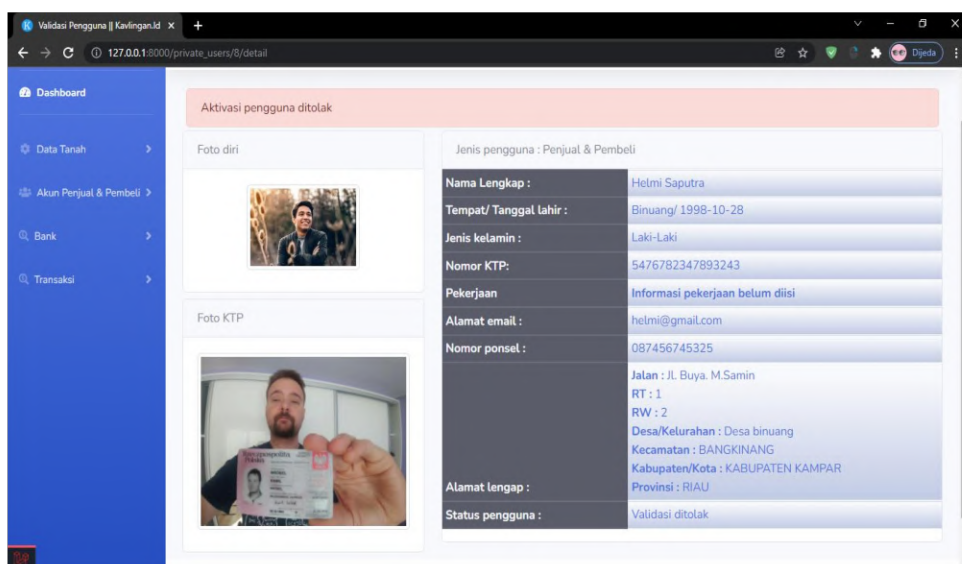 Validasi Pengguna || Kavlingan.Id
127.0.0.1:8000/private_users/8/detail
Dijeda
Dashboard
Data Tanah
Akun Penjual & Pembeli
Bank
Transaksi
Aktivasi pengguna ditolak
Foto diri
Foto KTP
Jenis pengguna : Penjual & Pembeli
Nama Lengkap : Helmi Saputra
Tempat/ Tanggal lahir : Binuang/ 1998-10-28
Jenis kelamin : Laki-Laki
Nomor KTP: 5476782347893243
Pekerjaan Informasi pekerjaan belum diisi
Alamat email : helmi@gmail.com
Nomor ponsel : 087456745325
Jalan : Jl. Buya. M.Samin
RT : 1
RW : 2
Desa/Kelurahan : Desa binuang
Kecamatan : BANGKINANG
Kabupaten/Kota : KABUPATEN KAMPAR
Alamat lengap : Provinsi : RIAU
Status pengguna : Validasi ditolak